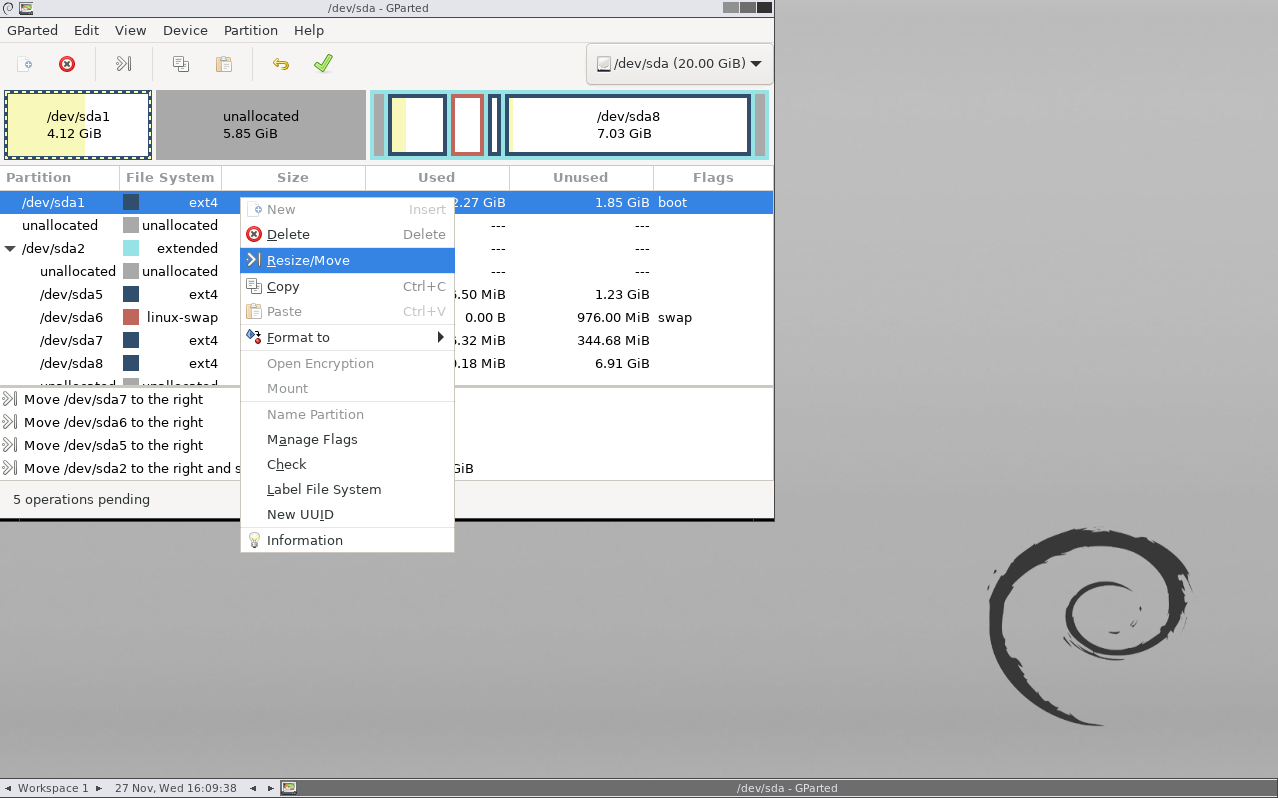 /dev/sda - GParted
GParted Edit View Device Partition Help
/dev/sda (20.00 GiB)
/dev/sda1
4.12 GiB
unallocated
5.85 GiB
/dev/sda8
7.03 GiB
Partition File System Size Used Unused Flags
/dev/sda1 ext4 2.27 GiB 1.85 GiB boot
unallocated unallocated --- ---
/dev/sda2 extended --- ---
unallocated unallocated --- ---
/dev/sda5 ext4 .50 MiB 1.23 GiB
/dev/sda6 linux-swap 0.00 B 976.00 MiB swap
/dev/sda7 ext4 .32 MiB 344.68 MiB
/dev/sda8 ext4 .18 MiB 6.91 GiB
unallocated unallocated
New Insert
Delete Delete
Resize/Move
Copy Ctrl+C
Paste Ctrl+V
Format to
Open Encryption
Mount
Name Partition
Manage Flags
Check
Label File System
New UUID
Information
Move /dev/sda7 to the right
Move /dev/sda6 to the right
Move /dev/sda5 to the right
Move /dev/sda2 to the right and s GiB
5 operations pending
Workspace 1 27 Nov, Wed 16:09:38 /dev/sda - GParted